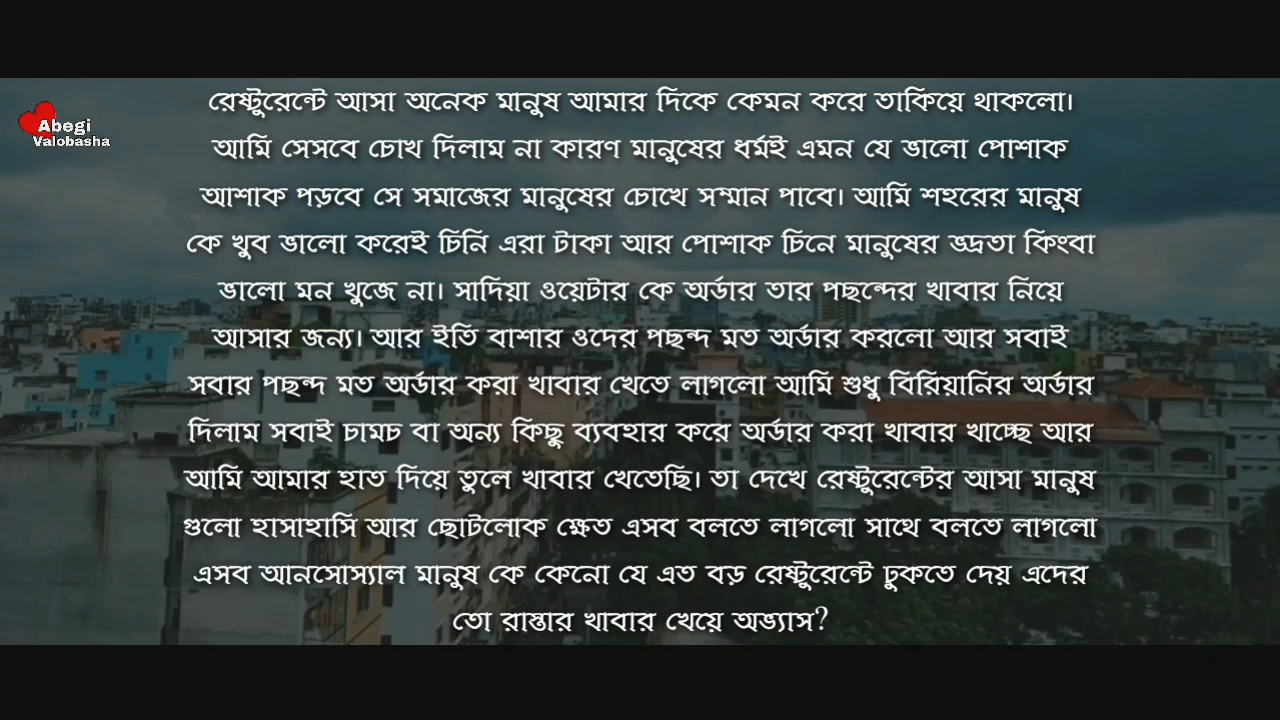 রেষ্টুরেন্টে আসা অনেক মানুষ আমার দিকে কেমন করে তাকিয়ে থাকলো।
Abegi
Valobasha
আমি সেসবে চোখ দিলাম না কারণ মানুষের ধর্মই এমন যে ভালো পোশাক
আশাক পড়বে সে সমাজের মানুষের চোখে সম্মান পাবে। আমি শহরের মানুষ
কে খুব ভালো করেই চিনি এরা টাকা আর পোশাক চিনে মানুষের ভদ্রতা কিংবা
ভালো মন খুজে না। সাদিয়া ওয়েটার কে অর্ডার তার পছন্দের খাবার নিয়ে
আসার জন্য। আর ইতি বাশার ওদের পছন্দ মত অর্ডার করলো আর সবাই
সবার পছন্দ মত অর্ডার করা খাবার খেতে লাগলো আমি শুধু বিরিয়ানির অর্ডার
দিলাম সবাই চামচ বা অন্য কিছু ব্যবহার করে অর্ডার করা খাবার খাচ্ছে আর
আমি আমার হাত দিয়ে তুলে খাবার খেতেছি। তা দেখে রেষ্টুরেন্টের আসা মানুষ
গুলো হাসাহাসি আর ছোটলোক ক্ষেত এসব বলতে লাগলো সাথে বলতে লাগলো
এসব আনসোস্যাল মানুষ কে কেনো যে এত বড় রেষ্টুরেন্টে ঢুকতে দেয় এদের
তো রাস্তার খাবার খেয়ে অভ্যাস?